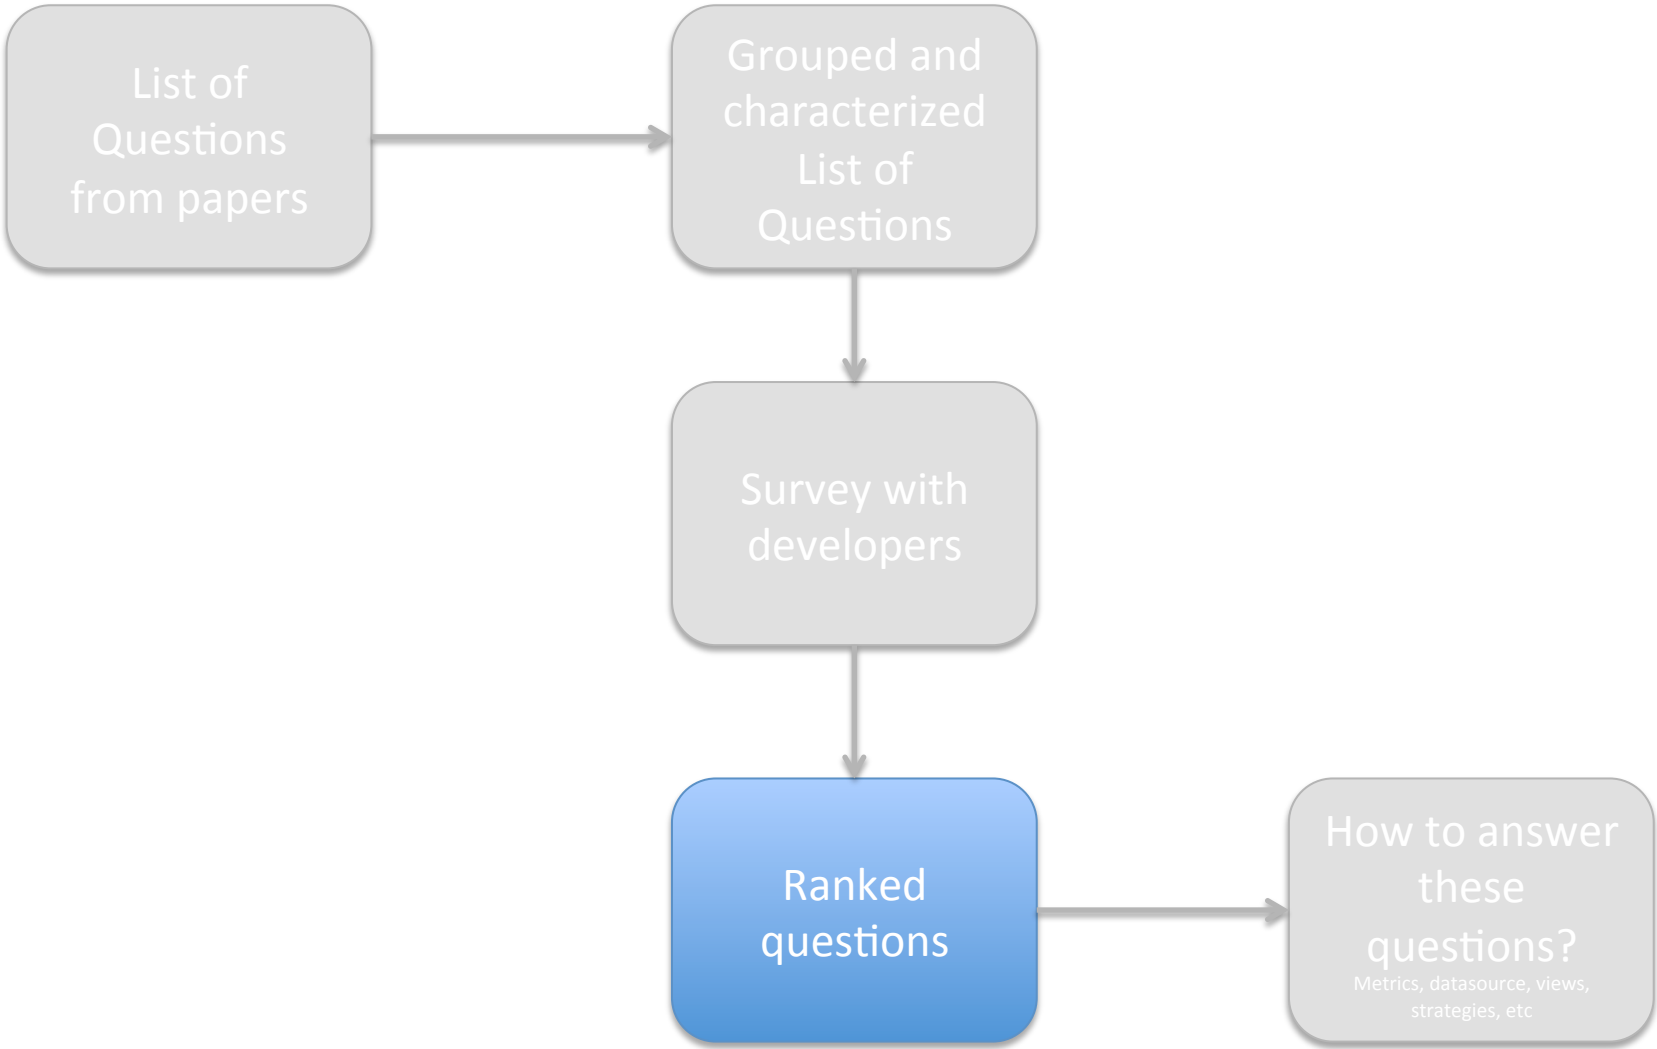 List of
Questions
from papers
Grouped and
characterized
List of
Questions
Survey with
developers
Ranked
questions
How to answer
these
questions?
Metrics, datasource, views,
strategies, etc